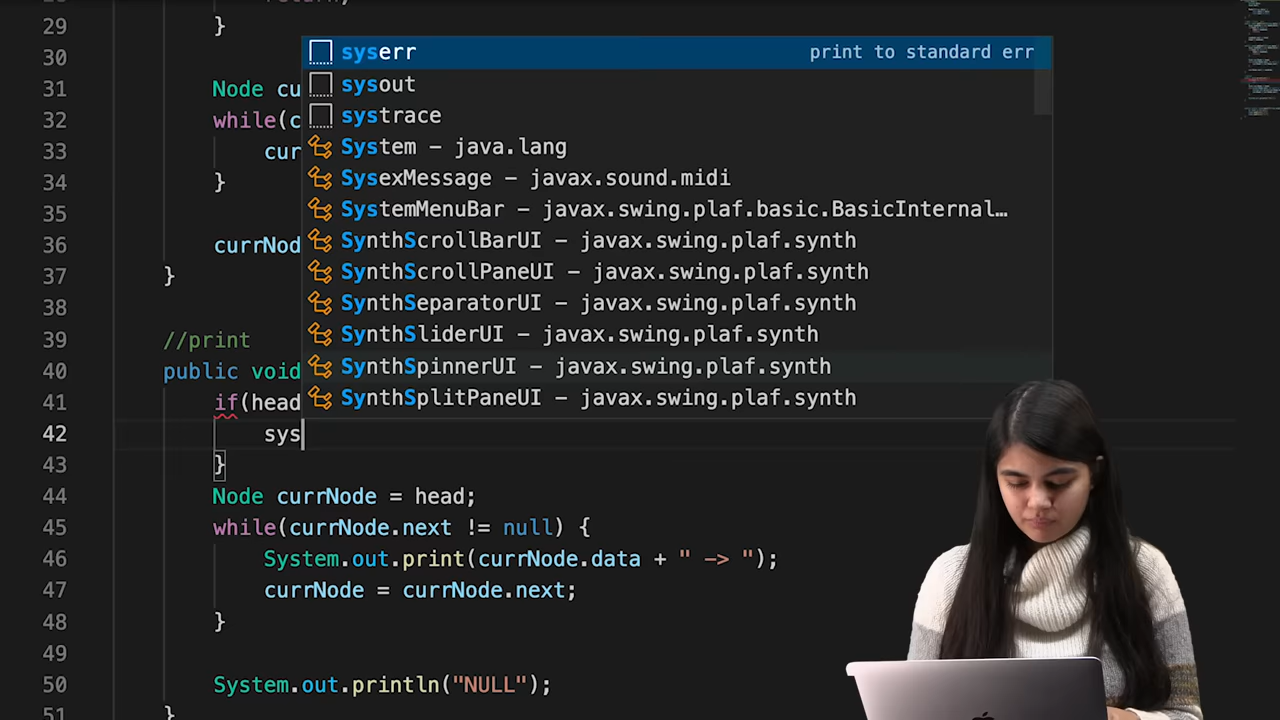 29 }
30
31 Node cu
32 while(c
33 cur
34 }
35
36 currNod
37 }
38
39 //print
40 public void
41 if(head
42 sys
43 }
44 Node currNode = head;
45 while(currNode.next != null) {
46 System.out.print(currNode.data + " -> ");
47 currNode = currNode.next;
48 }
49
50 System.out.println("NULL");
51 }
syserr print to standard err
sysout
systrace
System – java.lang
SysexMessage – javax.sound.midi
SystemMenuBar – javax.swing.plaf.basic.BasicInternal…
SynthScrollBarUI – javax.swing.plaf.synth
SynthScrollPaneUI – javax.swing.plaf.synth
SynthSeparatorUI – javax.swing.plaf.synth
SynthSliderUI – javax.swing.plaf.synth
SynthSpinnerUI – javax.swing.plaf.synth
SynthSplitPaneUI – javax.swing.plaf.synth